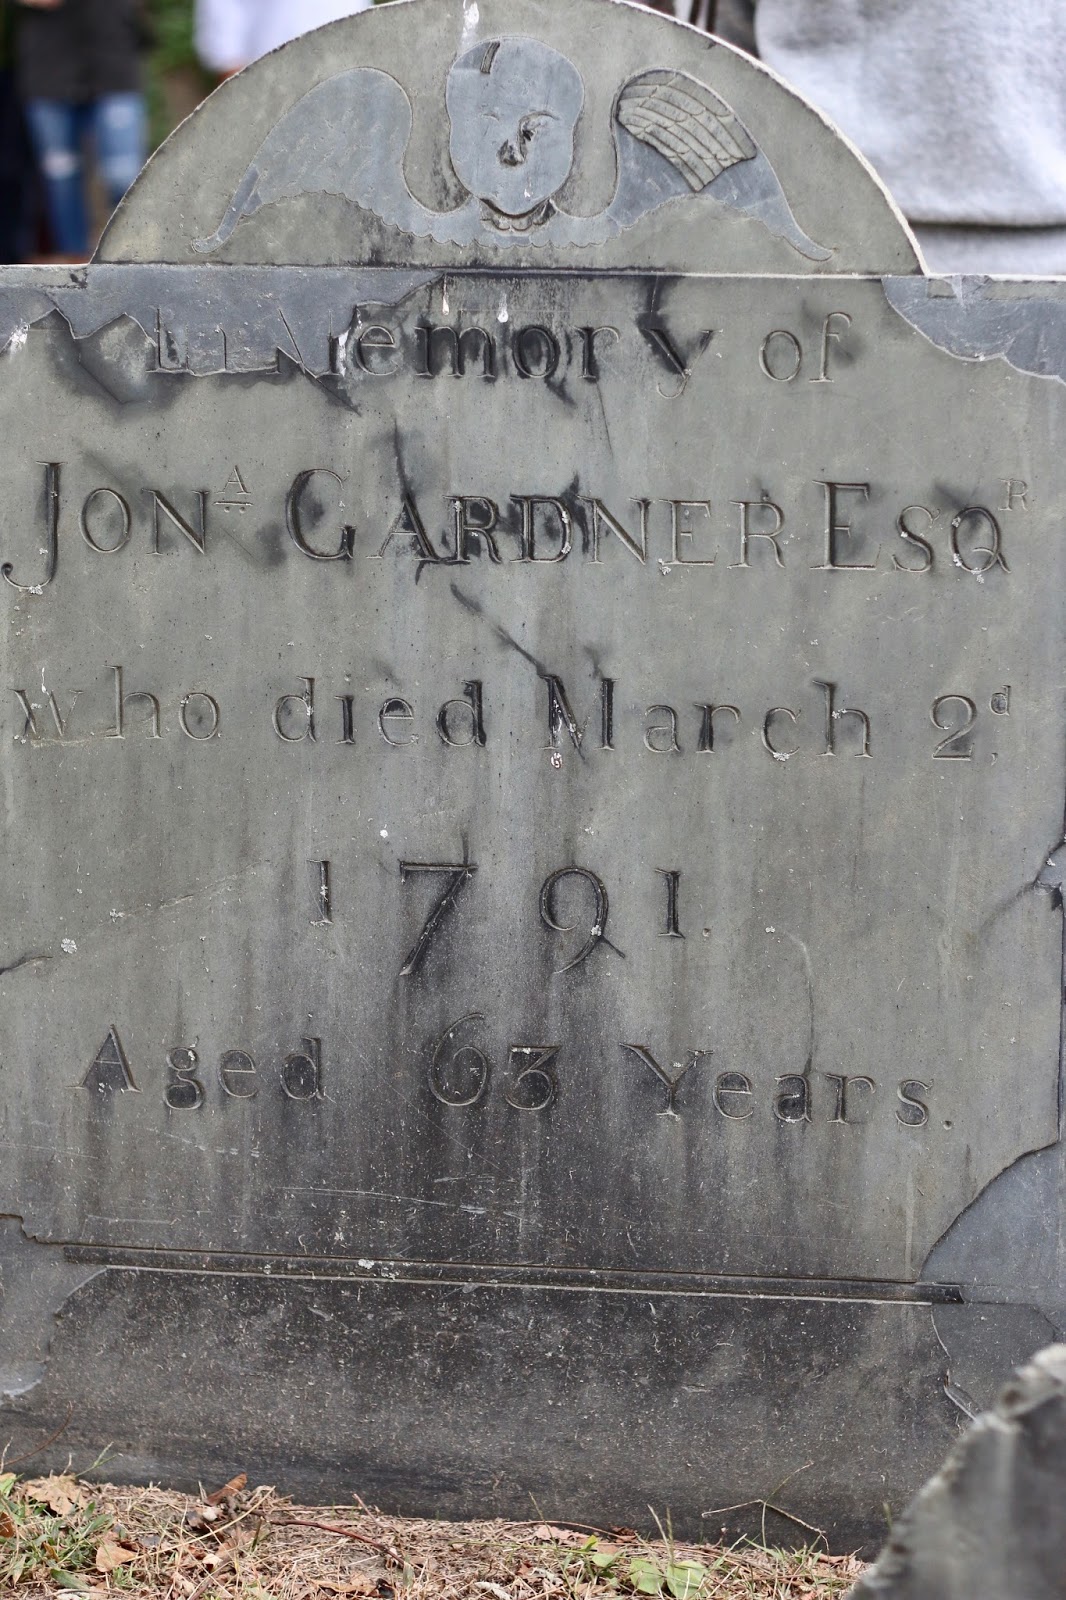 In Memory of
JONA GARDNER ESQR
who died March 2d,
1791
Aged 63 Years.